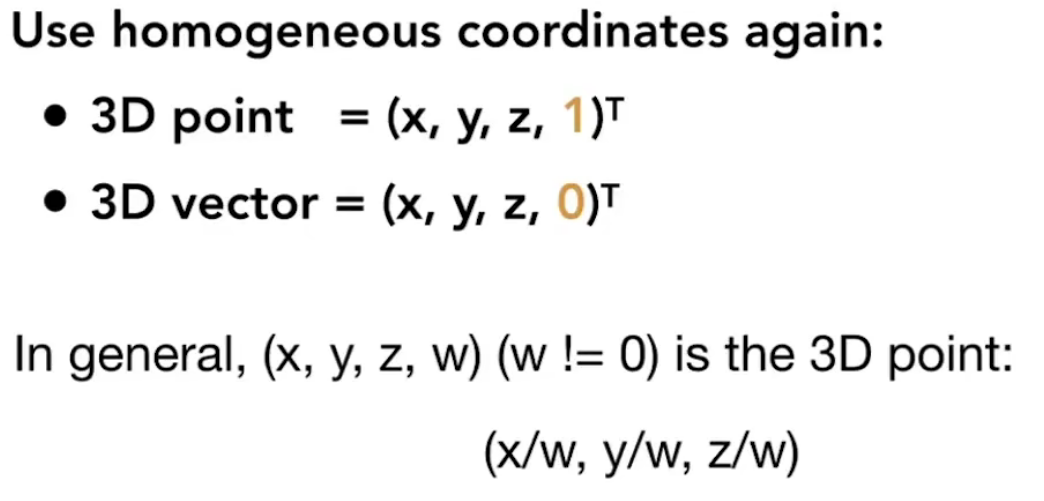 Use homogeneous coordinates again:
• 3D point = (x, y, z, 1)ᵀ
• 3D vector = (x, y, z, 0)ᵀ
In general, (x, y, z, w) (w != 0) is the 3D point:
(x/w, y/w, z/w)